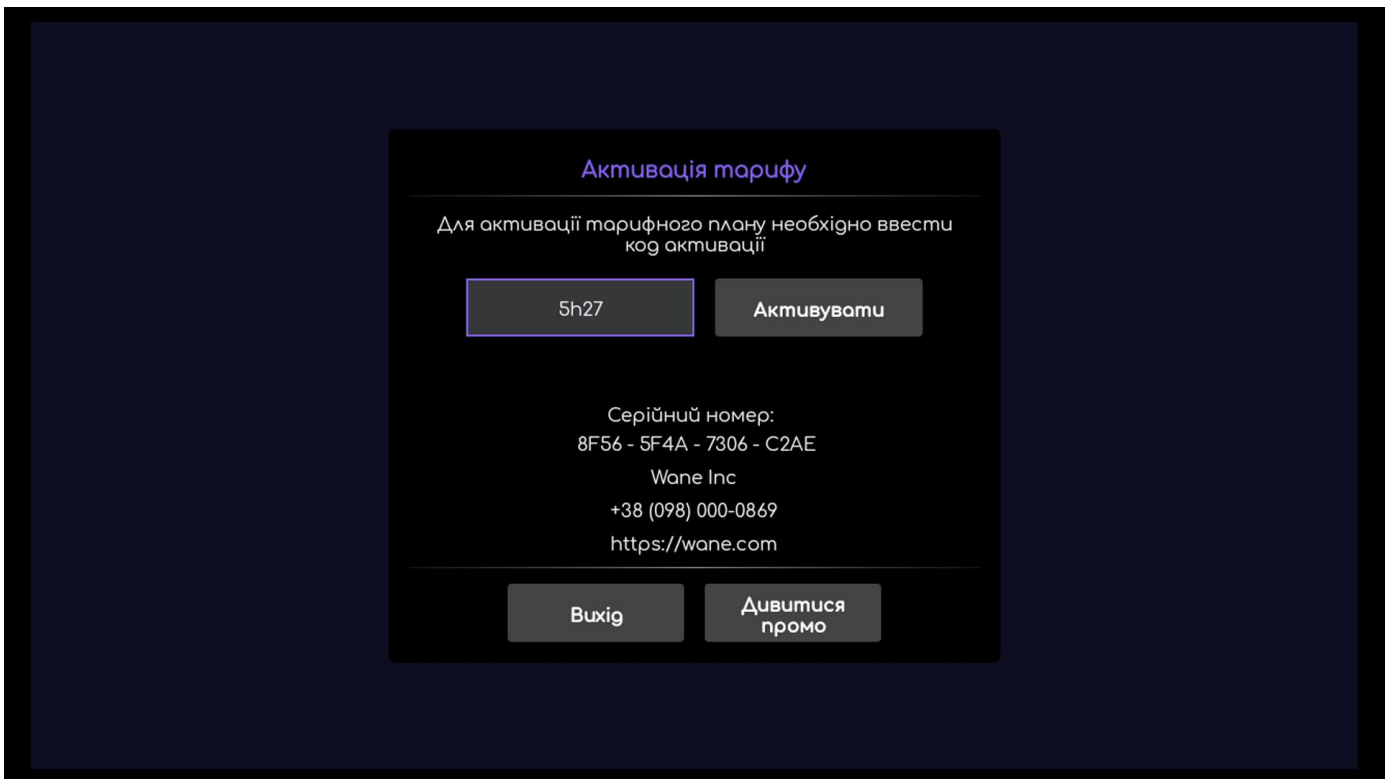 Активація тарифу
Для активації тарифного плану необхідно ввести
код активації
5h27
Активувати
Серійний номер:
8F56 - 5F4A - 7306 - C2AE
Wane Inc
+38 (098) 000-0869
https://wane.com
Вихід
Дивитися
промо